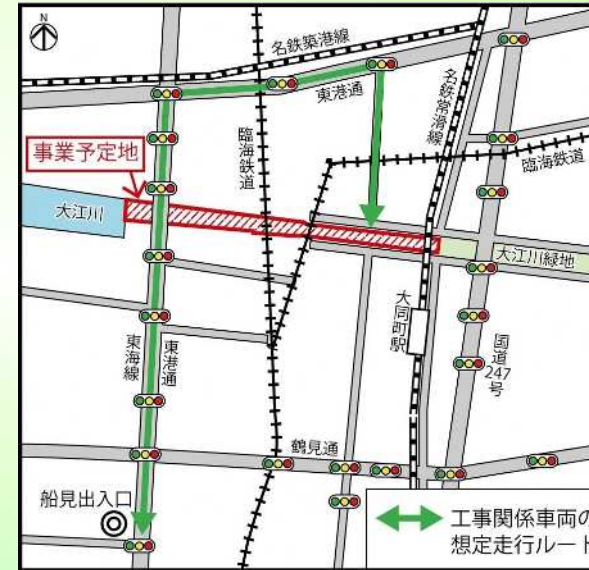 N
名鉄築港線
東港通
名鉄常滑線
臨海鉄道
臨海鉄道
事業予定地
大江川
大江川緑地
大同町駅
国道247号
東海線
東港通
鶴見通
船見出入口
工事関係車両の
想定走行ルート